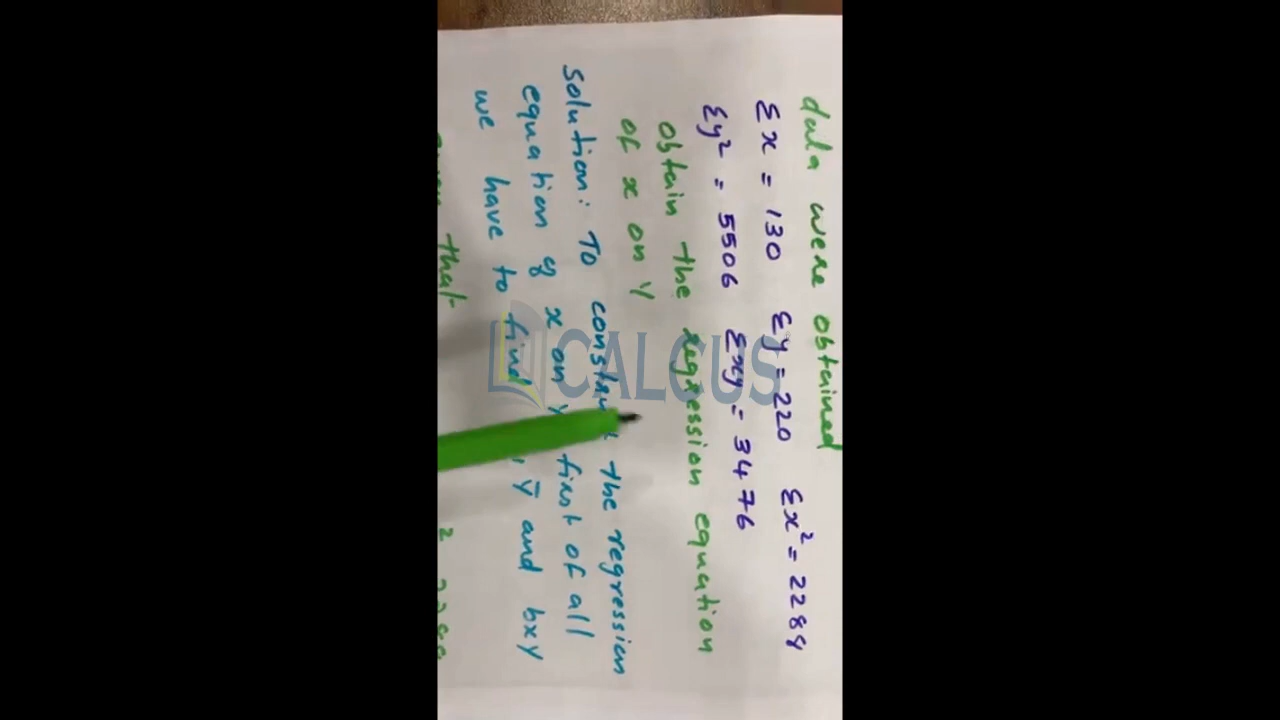 data were obtained
Σx = 130 Σy = 220 Σx² = 2288
Σy² = 5506 Σxy = 3476
obtain the regression equation
of x on Y
Solution: To construct the regression
equation of x on Y first of all
we have to find , ȳ and bxy
that
CALCUS